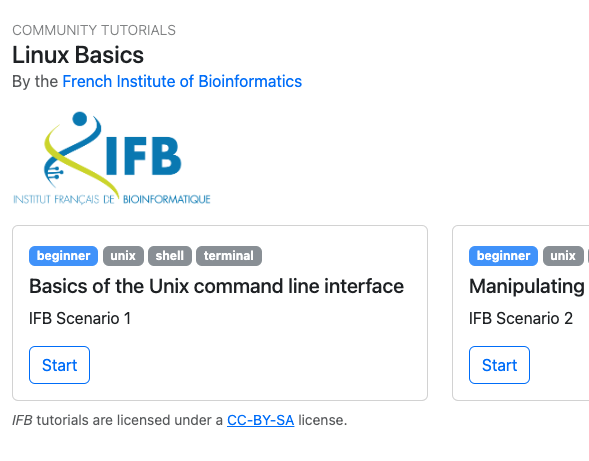 COMMUNITY TUTORIALS
Linux Basics
By the French Institute of Bioinformatics
IFB
INSTITUT FRANÇAIS DE BIOINFORMATIQUE
beginner unix shell terminal
Basics of the Unix command line interface
IFB Scenario 1
Start
beginner unix
Manipulating
IFB Scenario 2
Start
IFB tutorials are licensed under a CC-BY-SA license.